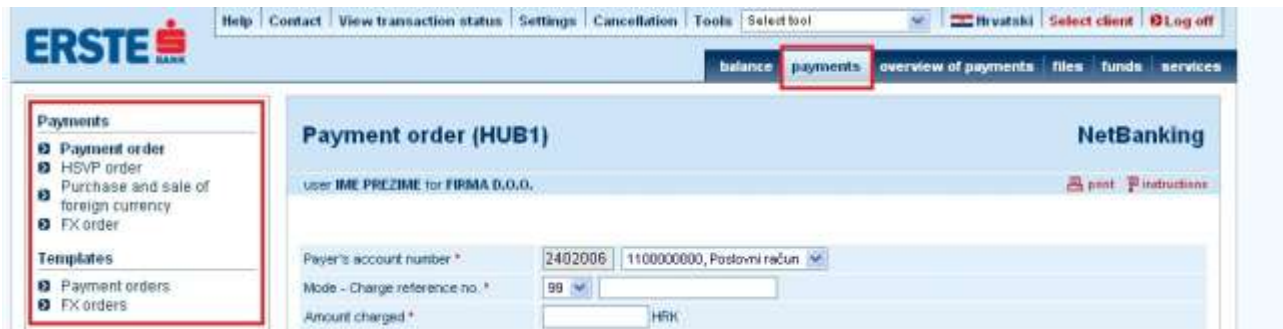 Help Contact View transaction status Settings Cancellation Tools Select tool Hrvatski Select client Log off
ERSTE BANK
balance payments overview of payments files funds services
Payments
Payment order
HSVP order
Purchase and sale of
foreign currency
FX order
Templates
Payment orders
FX orders
Payment order (HUB1) NetBanking
user IME PREZIME for FIRMA D.O.O. print instructions
Payer's account number * 2402006 1100000000, Poslovni račun
Mode - Charge reference no. * 99
Amount charged * HRK